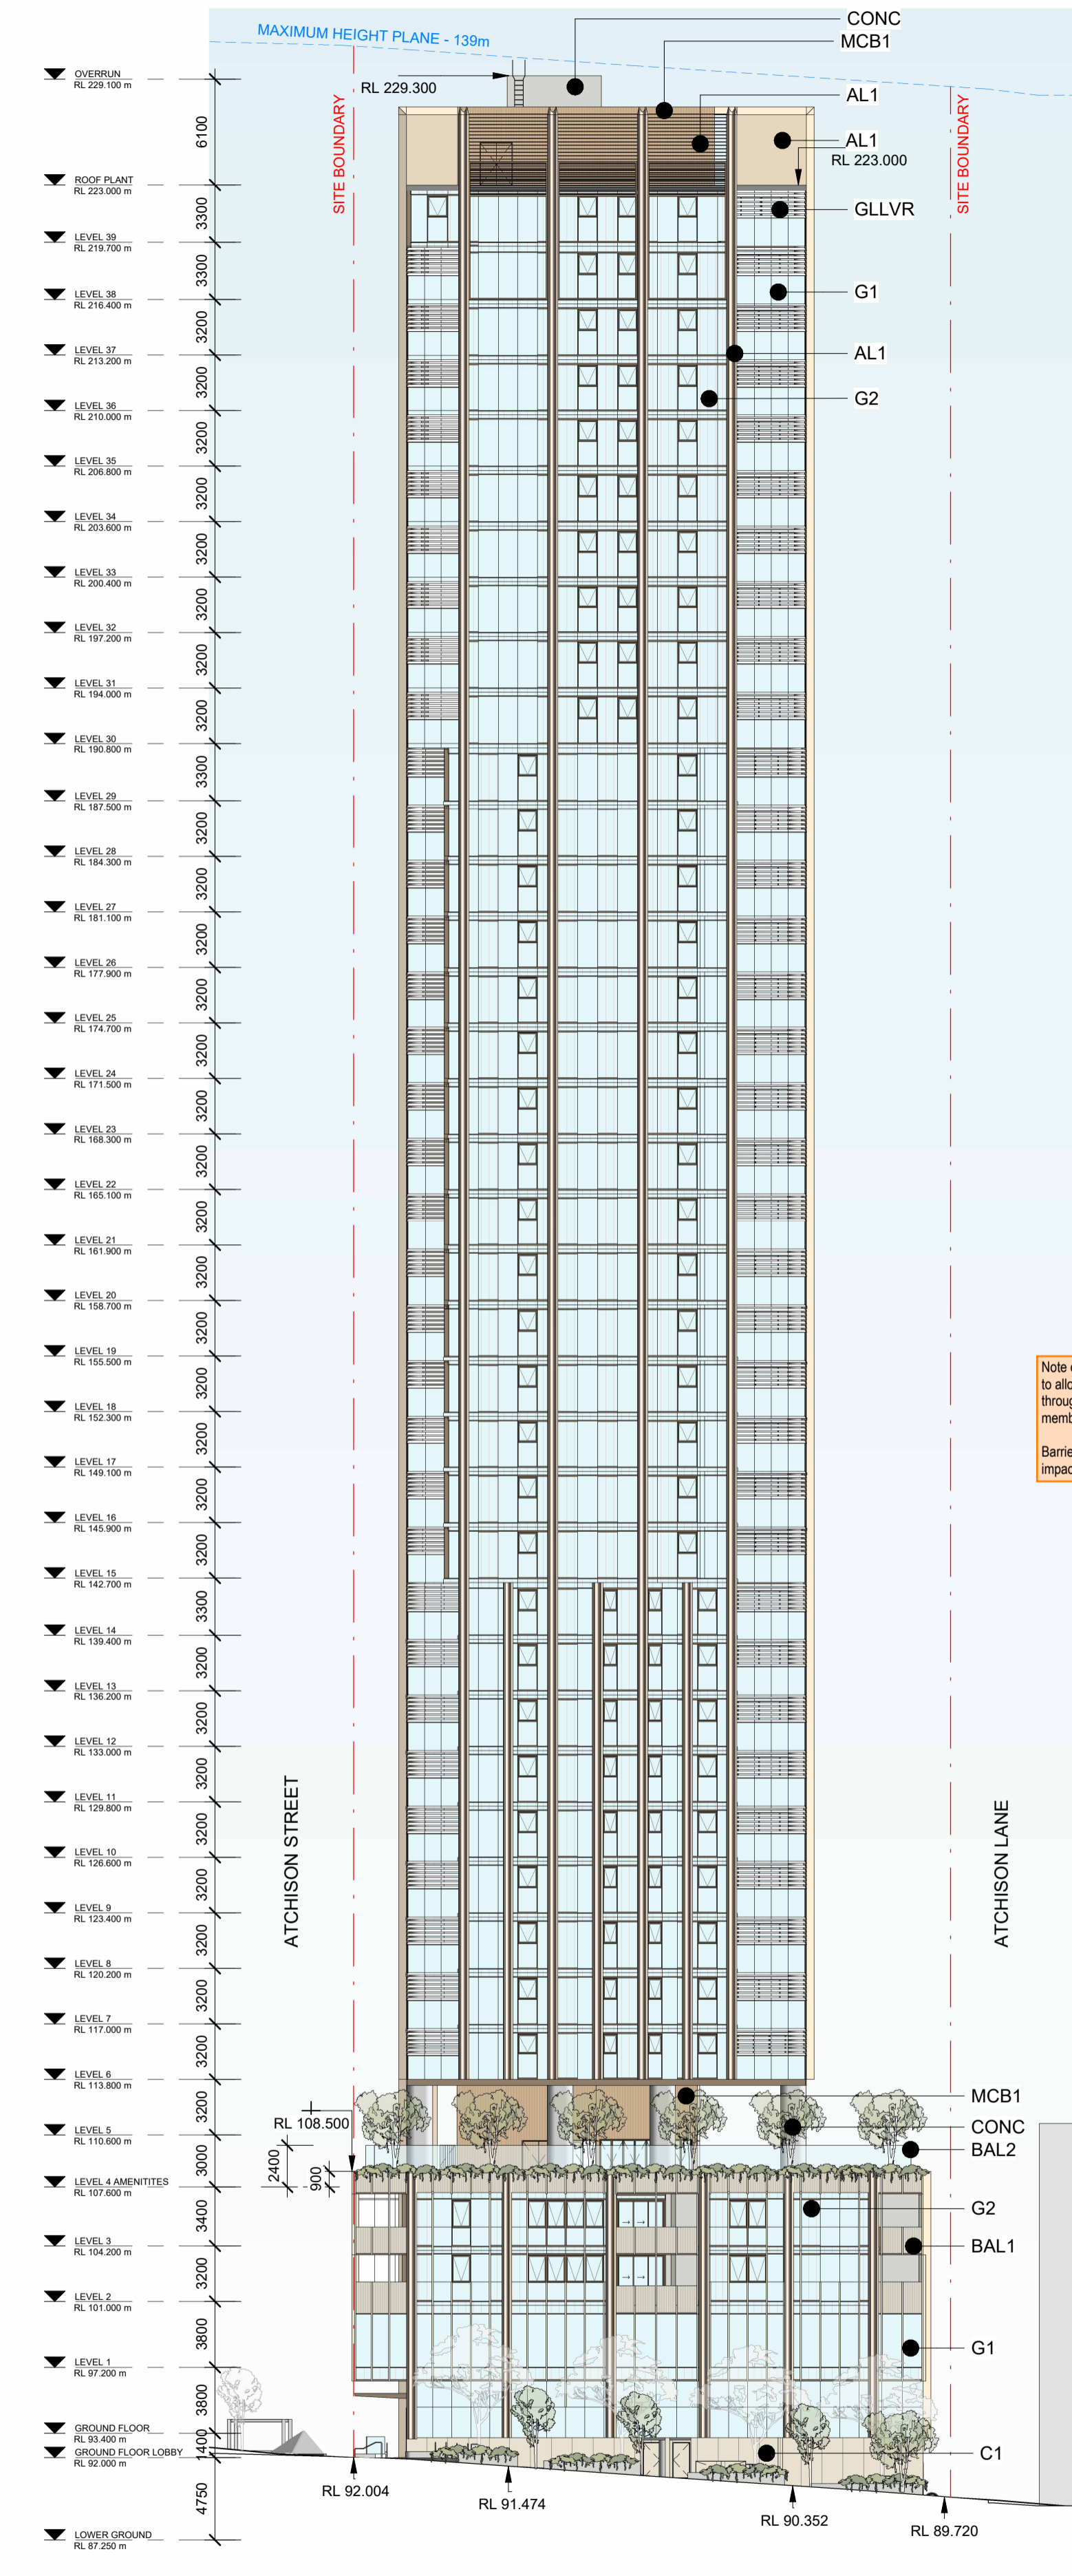 CONC
MCB1
MAXIMUM HEIGHT PLANE - 139m
OVERRUN
RL 229.100 m
RL 229.300
AL1
6100
SITE BOUNDARY
SITE BOUNDARY
AL1
RL 223.000
ROOF PLANT
RL 223.000 m
3300
GLLVR
LEVEL 39
RL 219.700 m
3300
G1
LEVEL 38
RL 216.400 m
3200
AL1
LEVEL 37
RL 213.200 m
3200
G2
LEVEL 36
RL 210.000 m
3200
LEVEL 35
RL 206.800 m
3200
LEVEL 34
RL 203.600 m
3200
LEVEL 33
RL 200.400 m
3200
LEVEL 32
RL 197.200 m
3200
LEVEL 31
RL 194.000 m
3200
LEVEL 30
RL 190.800 m
3300
LEVEL 29
RL 187.500 m
3200
LEVEL 28
RL 184.300 m
3200
LEVEL 27
RL 181.100 m
3200
LEVEL 26
RL 177.900 m
3200
LEVEL 25
RL 174.700 m
3200
LEVEL 24
RL 171.500 m
3200
LEVEL 23
RL 168.300 m
3200
LEVEL 22
RL 165.100 m
3200
LEVEL 21
RL 161.900 m
3200
LEVEL 20
RL 158.700 m
3200
LEVEL 19
RL 155.500 m
3200
Note
to allo
throug
memb
Barrie
impac
LEVEL 18
RL 152.300 m
3200
LEVEL 17
RL 149.100 m
3200
LEVEL 16
RL 145.900 m
3200
LEVEL 15
RL 142.700 m
3300
LEVEL 14
RL 139.400 m
3200
LEVEL 13
RL 136.200 m
3200
LEVEL 12
RL 133.000 m
3200
LEVEL 11
RL 129.800 m
3200
ATCHISON STREET
ATCHISON LANE
LEVEL 10
RL 126.600 m
3200
LEVEL 9
RL 123.400 m
3200
LEVEL 8
RL 120.200 m
3200
LEVEL 7
RL 117.000 m
3200
LEVEL 6
RL 113.800 m
3200
MCB1
RL 108.500
CONC
LEVEL 5
RL 110.600 m
3000
2400
900
BAL2
LEVEL 4 AMENITITES
RL 107.600 m
3400
G2
LEVEL 3
RL 104.200 m
BAL1
3200
LEVEL 2
RL 101.000 m
3800
G1
LEVEL 1
RL 97.200 m
3800
GROUND FLOOR
RL 93.400 m
1400
GROUND FLOOR LOBBY
RL 92.000 m
C1
4750
RL 92.004
RL 91.474
RL 90.352
RL 89.720
LOWER GROUND
RL 87.250 m